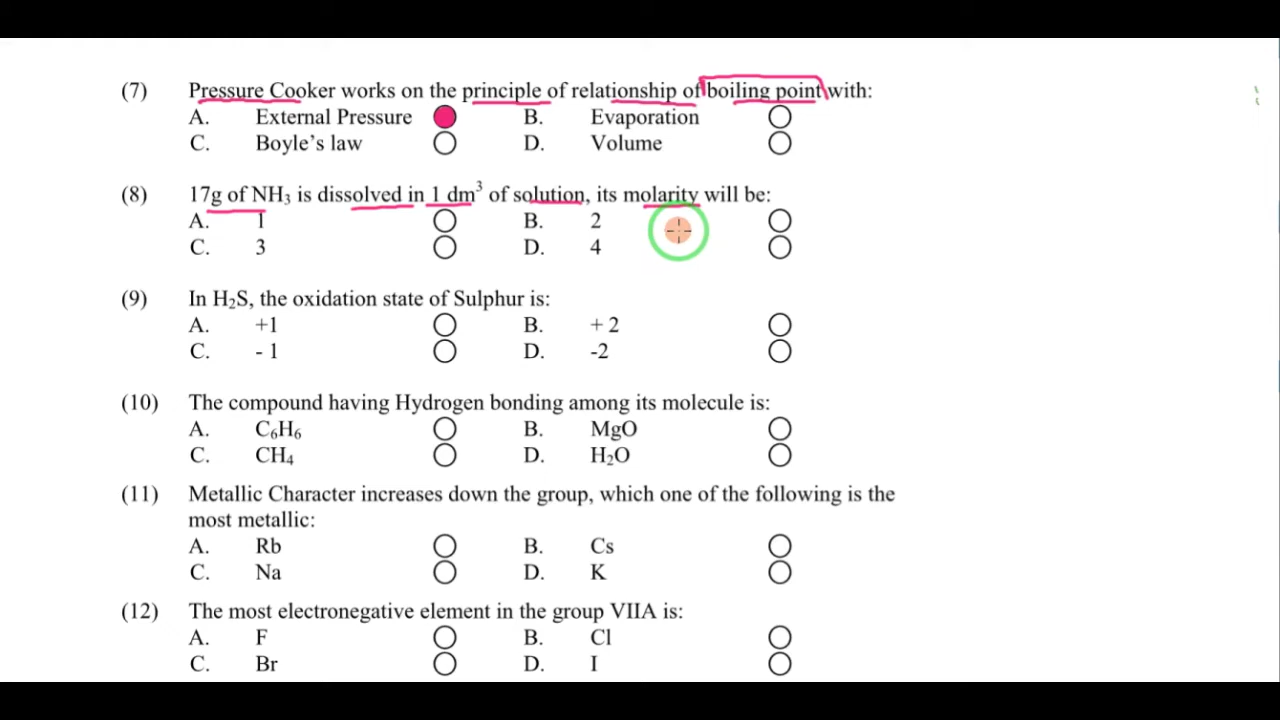 (7) Pressure Cooker works on the principle of relationship of boiling point with:
A. External Pressure B. Evaporation
C. Boyle's law D. Volume
(8) 17g of NH₃ is dissolved in 1 dm³ of solution, its molarity will be:
A. 1 B. 2
C. 3 D. 4
(9) In H₂S, the oxidation state of Sulphur is:
A. +1 B. + 2
C. - 1 D. -2
(10) The compound having Hydrogen bonding among its molecule is:
A. C₆H₆ B. MgO
C. CH₄ D. H₂O
(11) Metallic Character increases down the group, which one of the following is the
most metallic:
A. Rb B. Cs
C. Na D. K
(12) The most electronegative element in the group VIIA is:
A. F B. Cl
C. Br D. I